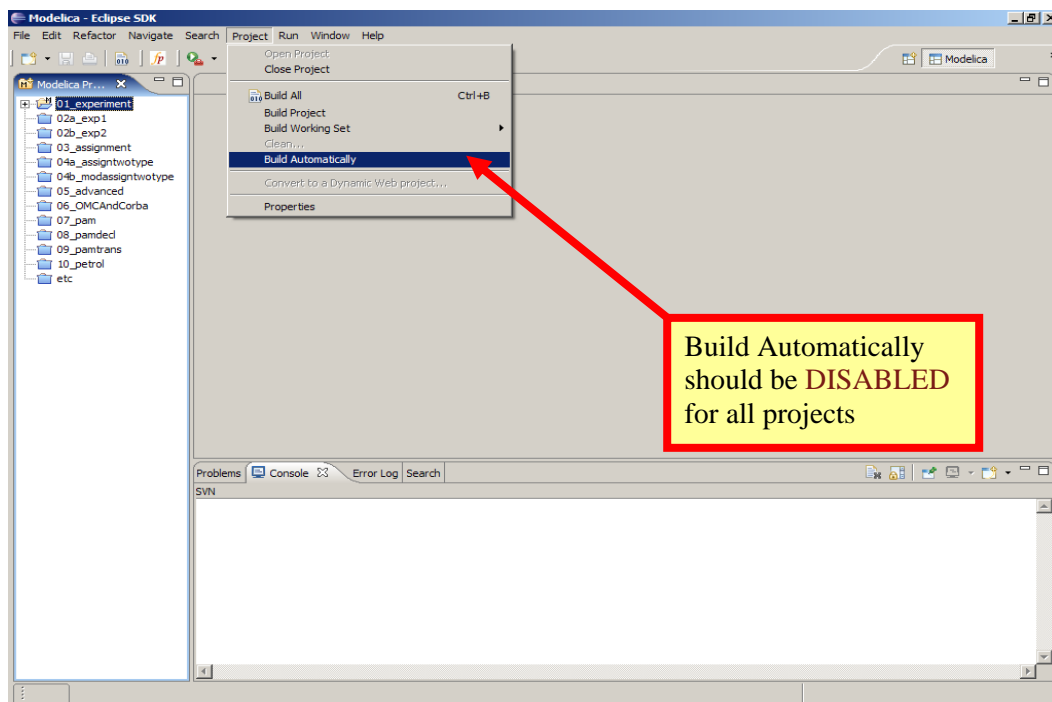 Modelica - Eclipse SDK
File Edit Refactor Navigate Search Project Run Window Help
Open Project
Close Project
Build All Ctrl+B
Build Project
Build Working Set
Clean...
Build Automatically
Convert to a Dynamic Web project...
Properties
Modelica
Modelica Pr...
01_experiment
02a_exp1
02b_exp2
03_assignment
04a_assigntwotype
04b_modassigntwotype
05_advanced
06_OMCAndCorba
07_pam
08_pamdecl
09_pamtrans
10_petrol
etc
Build Automatically
should be DISABLED
for all projects
Problems Console Error Log Search
SVN